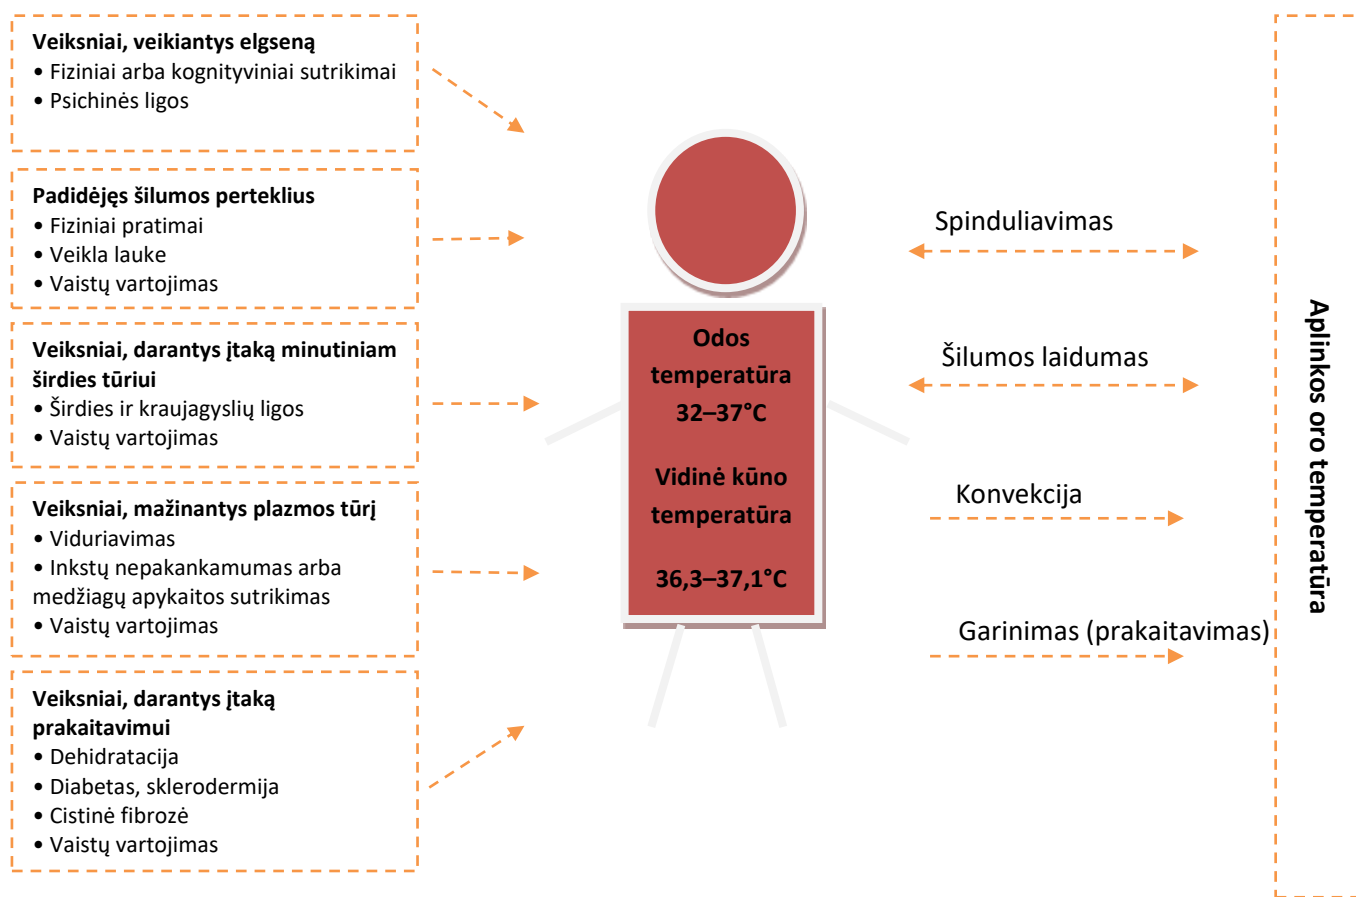 Veiksniai, veikiantys elgseną
• Fiziniai arba kognityviniai sutrikimai
• Psichinės ligos
Padidėjęs šilumos perteklius
• Fiziniai pratimai
• Veikla lauke
• Vaistų vartojimas
Veiksniai, darantys įtaką minutiniam
širdies tūriui
• Širdies ir kraujagyslių ligos
• Vaistų vartojimas
Veiksniai, mažinantys plazmos tūrį
• Viduriavimas
• Inkstų nepakankamumas arba
medžiagų apykaitos sutrikimas
• Vaistų vartojimas
Veiksniai, darantys įtaką
prakaitavimui
• Dehidratacija
• Diabetas, sklerodermija
• Cistinė fibrozė
• Vaistų vartojimas
Odos
temperatūra
32–37°C
Vidinė kūno
temperatūra
36,3–37,1°C
Spinduliavimas
Šilumos laidumas
Konvekcija
Garinimas (prakaitavimas)
Aplinkos oro temperatūra